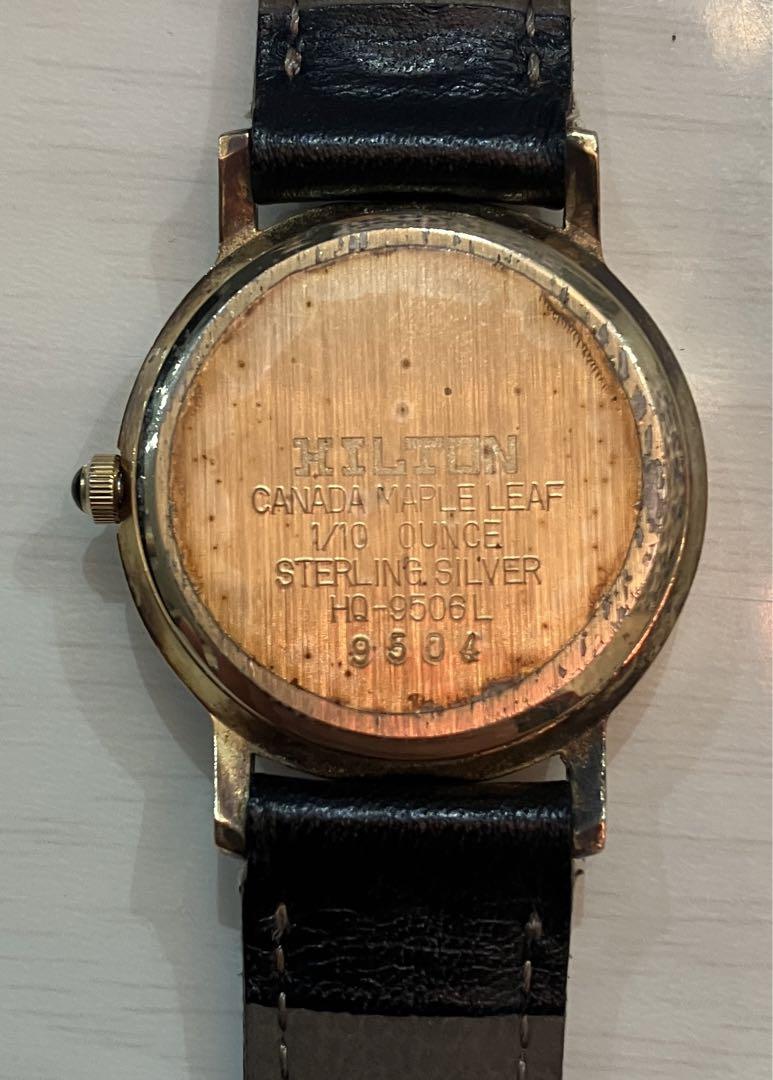 HILTON
CANADA MAPLE LEAF
1/10 OUNCE
STERLING SILVER
HQ-9506L
9504